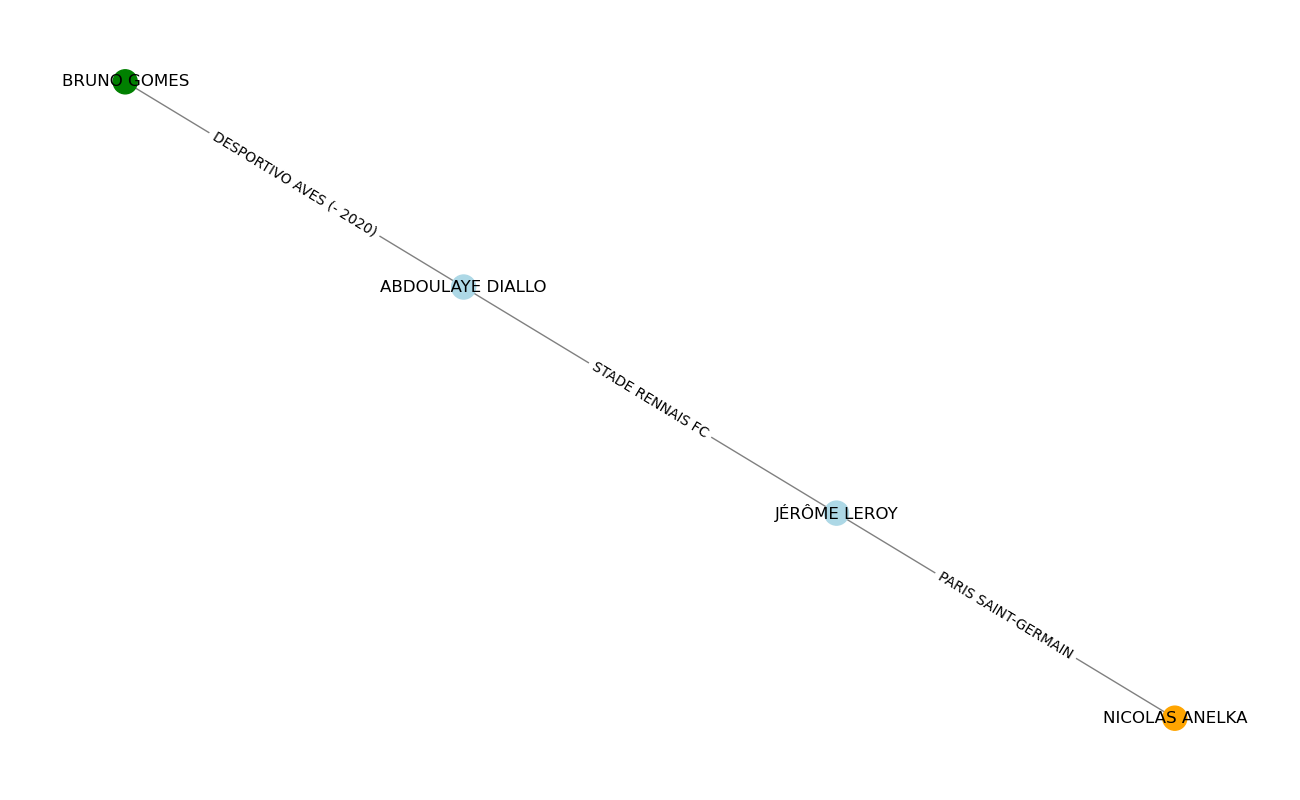 BRUNO GOMES
DESPORTIVO AVES (- 2020)
ABDOULAYE DIALLO
STADE RENNAIS FC
JÉRÔME LEROY
PARIS SAINT-GERMAIN
NICOLAS ANELKA